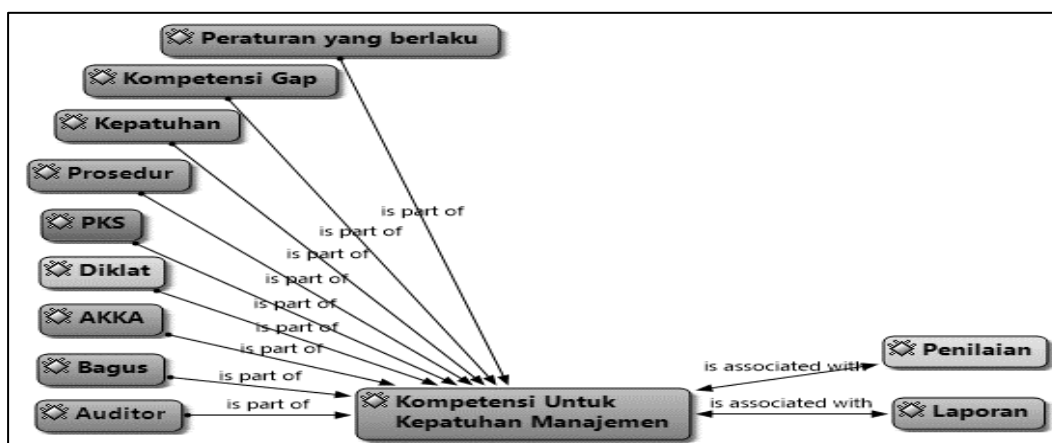 Peraturan yang berlaku
Kompetensi Gap
Kepatuhan
Prosedur
PKS
Diklat
AKKA
Bagus
Auditor
is part of
is part of
is part of
is part of
is part of
is part of
is part of
is part of
is part of
Kompetensi Untuk
Kepatuhan Manajemen
is associated with
is associated with
Penilaian
Laporan